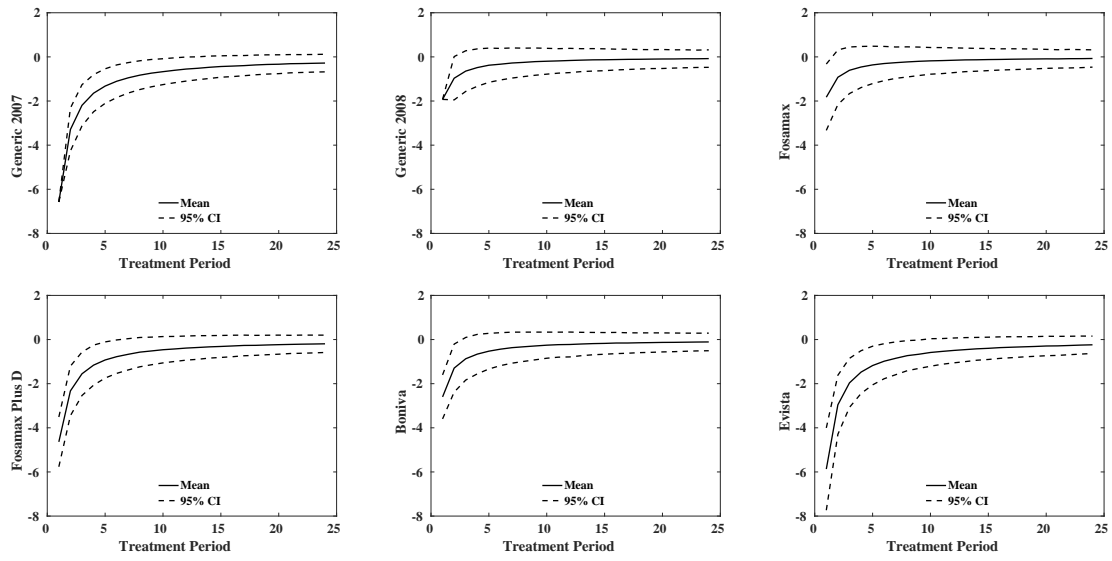 2
0
-2
-4
-6
-8
0 5 10 15 20 25
Generic 2007
Treatment Period
Mean
95% CI
2
0
-2
-4
-6
-8
0 5 10 15 20 25
Generic 2008
Treatment Period
Mean
95% CI
2
0
-2
-4
-6
-8
0 5 10 15 20 25
Fosamax
Treatment Period
Mean
95% CI
2
0
-2
-4
-6
-8
0 5 10 15 20 25
Fosamax Plus D
Treatment Period
Mean
95% CI
2
0
-2
-4
-6
-8
0 5 10 15 20 25
Boniva
Treatment Period
Mean
95% CI
2
0
-2
-4
-6
-8
0 5 10 15 20 25
Evista
Treatment Period
Mean
95% CI